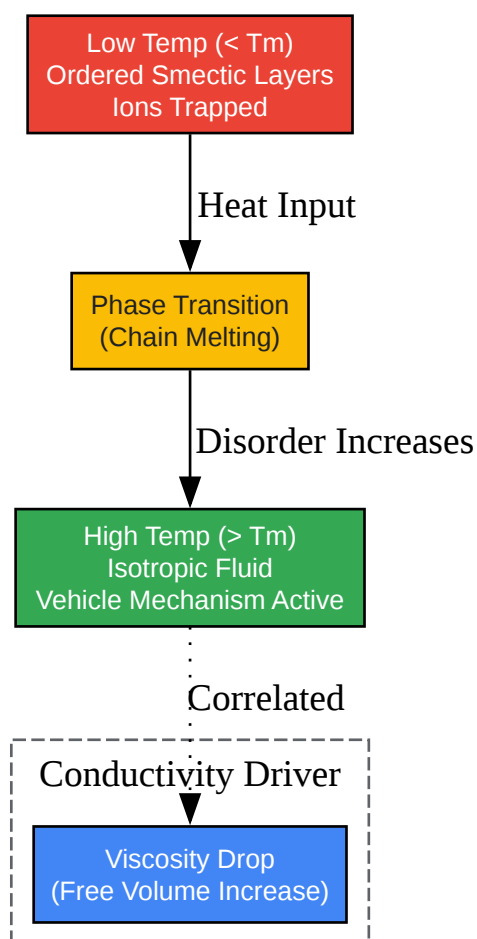 Low Temp (< Tm)
Ordered Smectic Layers
Ions Trapped
Heat Input
Phase Transition
(Chain Melting)
Disorder Increases
High Temp (> Tm)
Isotropic Fluid
Vehicle Mechanism Active
Correlated
Conductivity Driver
Viscosity Drop
(Free Volume Increase)